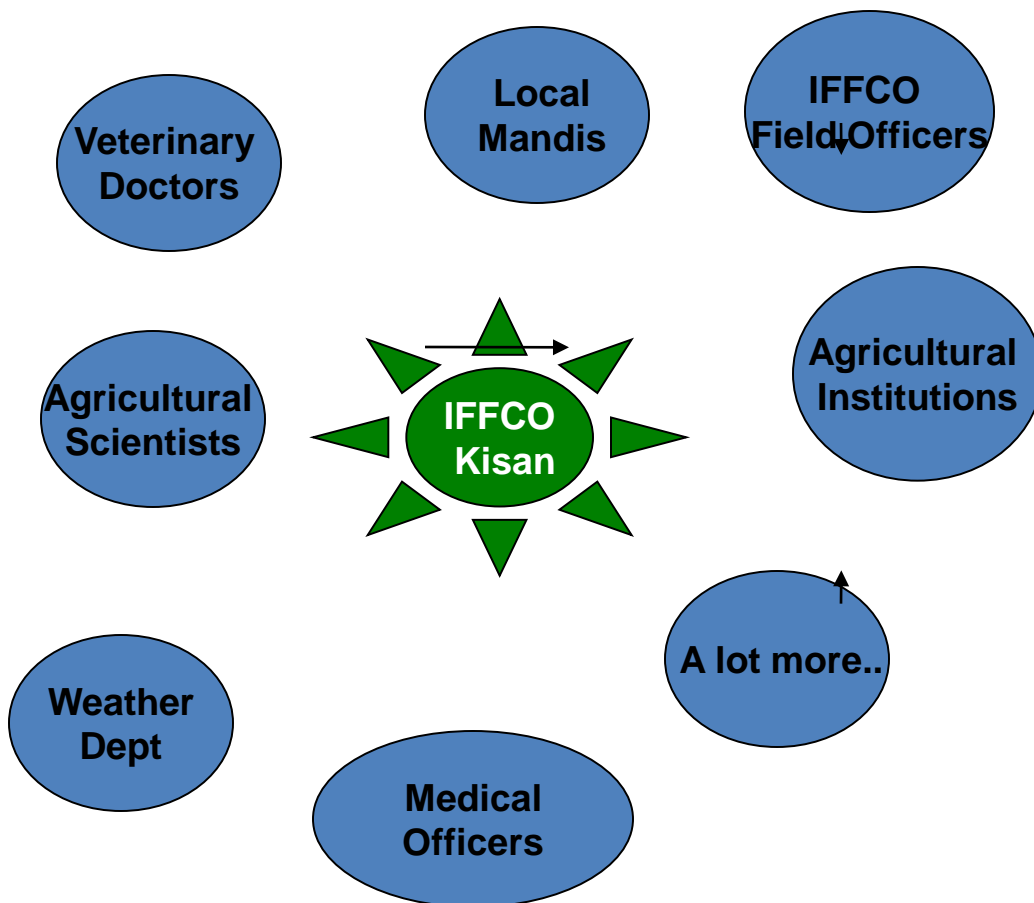 Local
Mandis
IFFCO
Field Officers
Veterinary
Doctors
Agricultural
Institutions
Agricultural
Scientists
IFFCO
Kisan
A lot more..
Weather
Dept
Medical
Officers